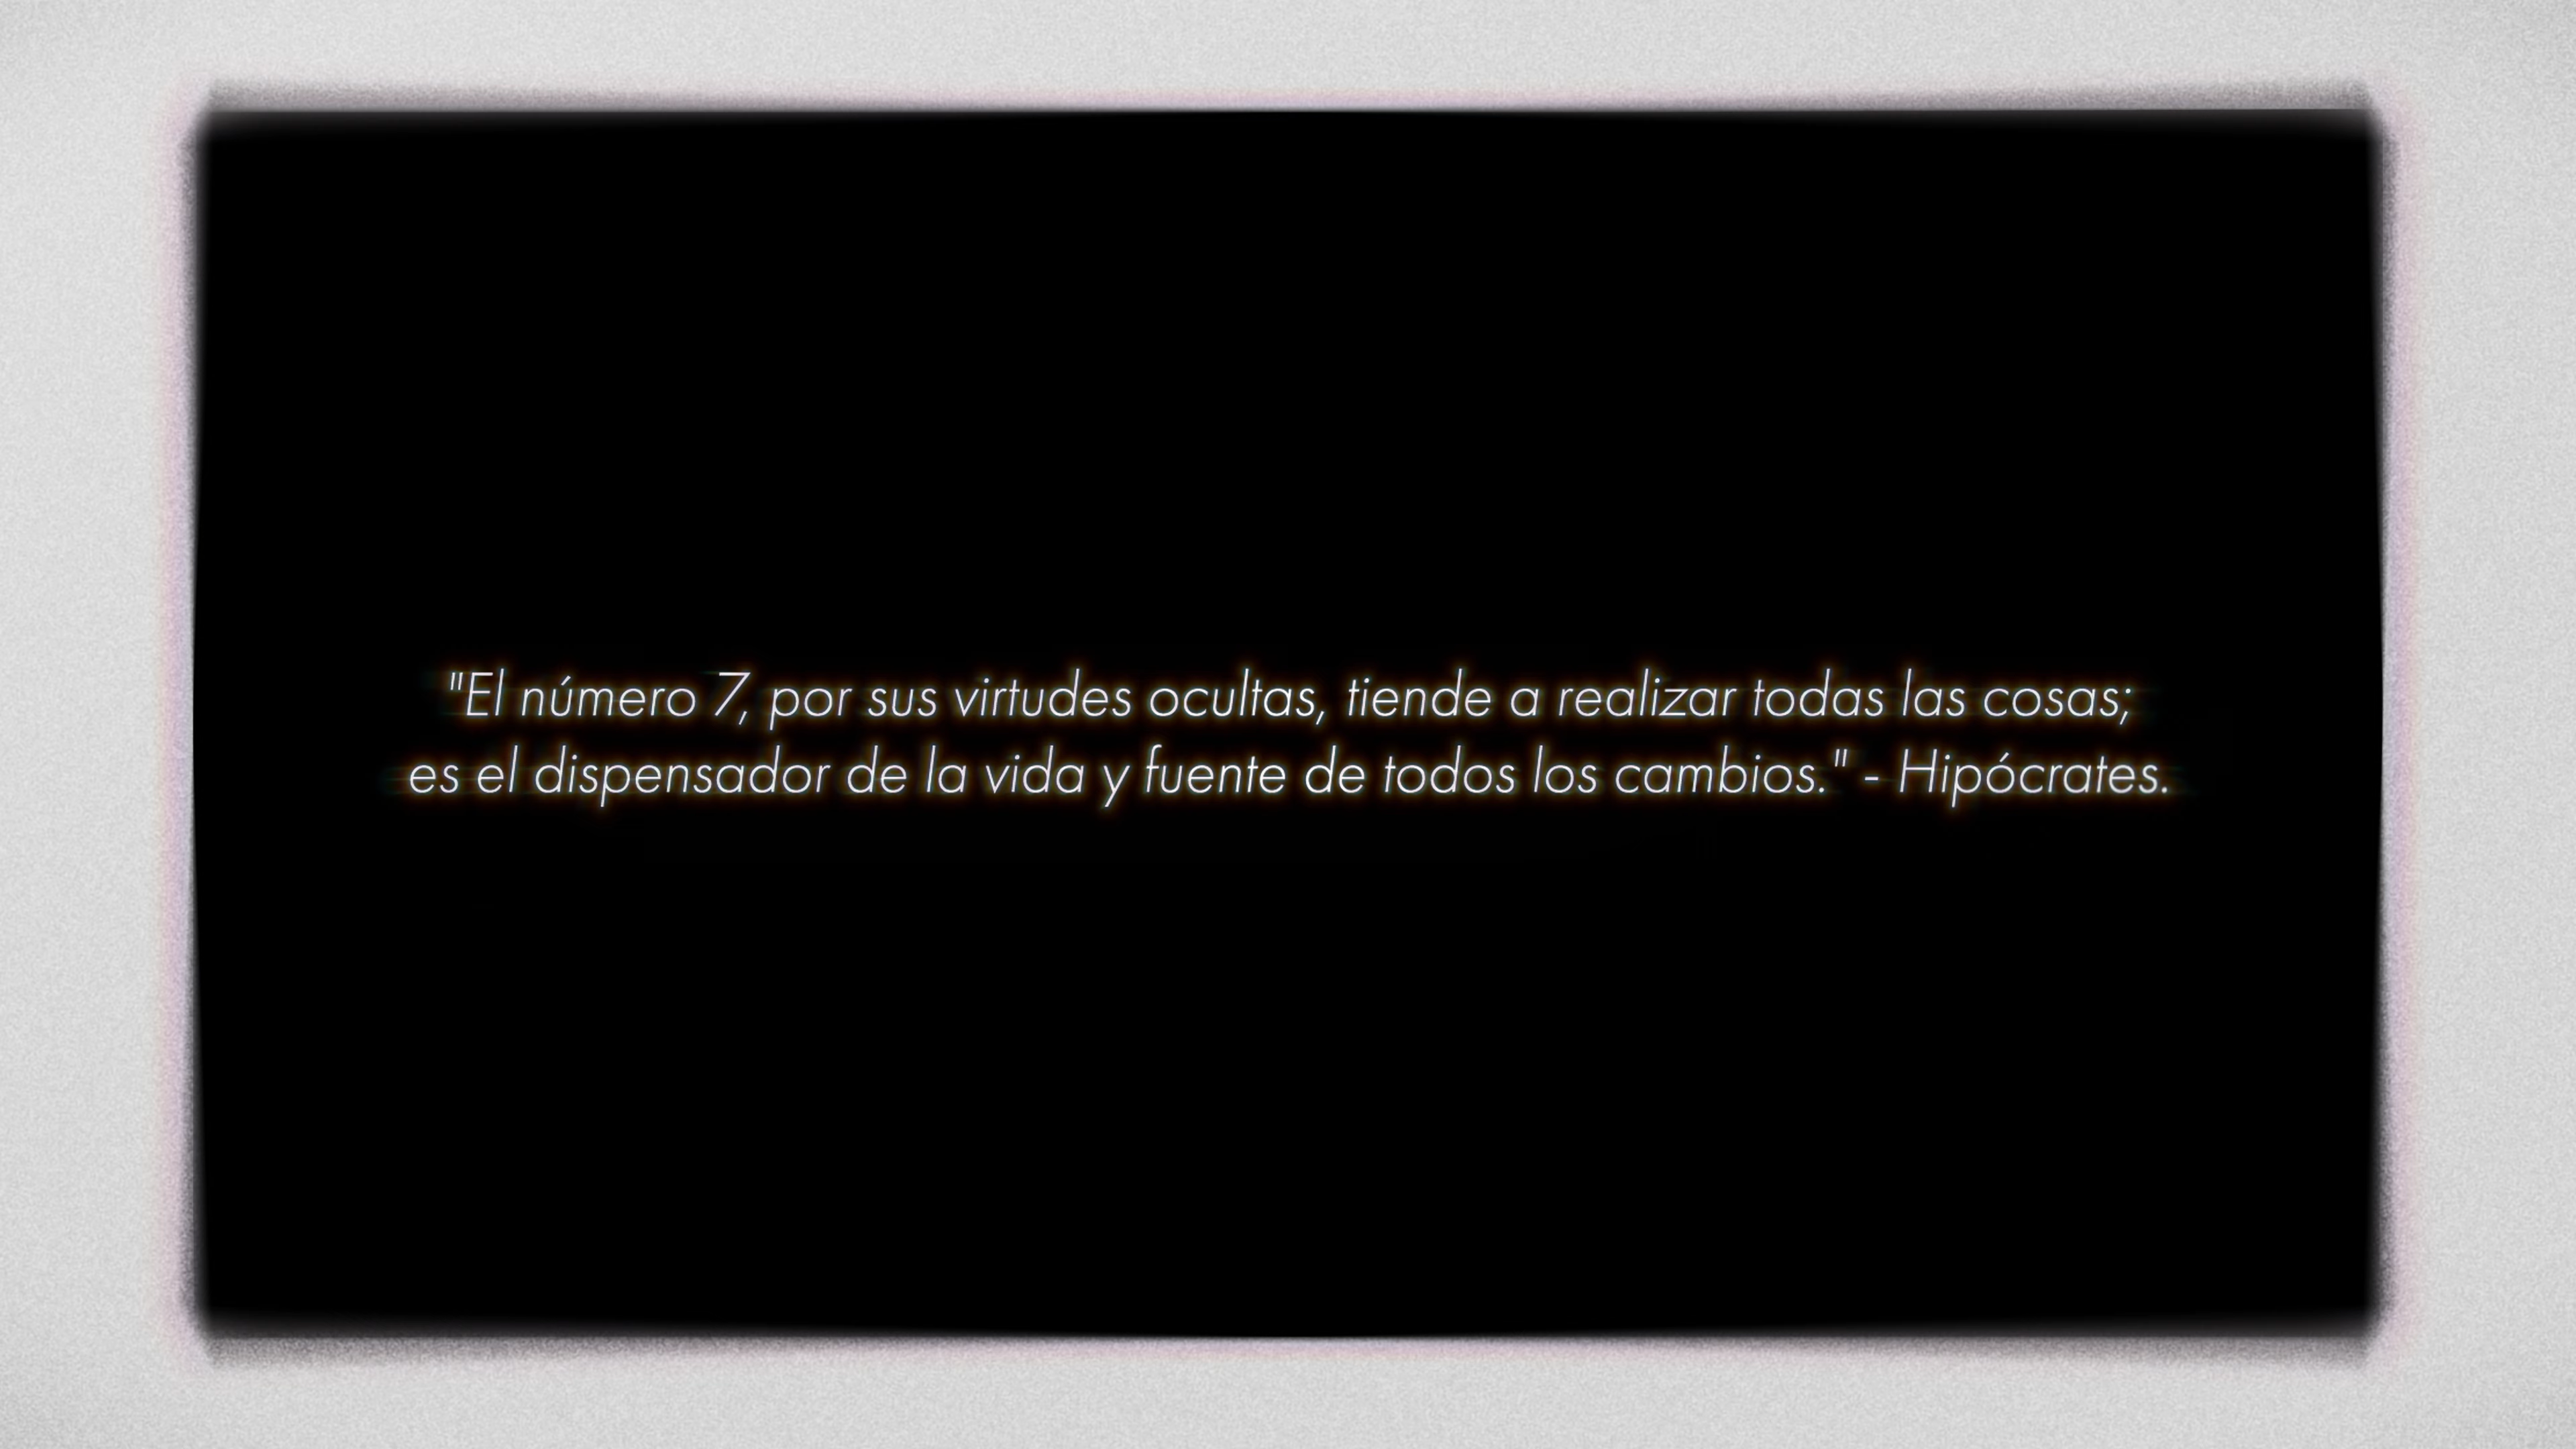 "El número 7, por sus virtudes ocultas, tiende a realizar todas las cosas;
es el dispensador de la vida y fuente de todos los cambios." - Hipócrates.